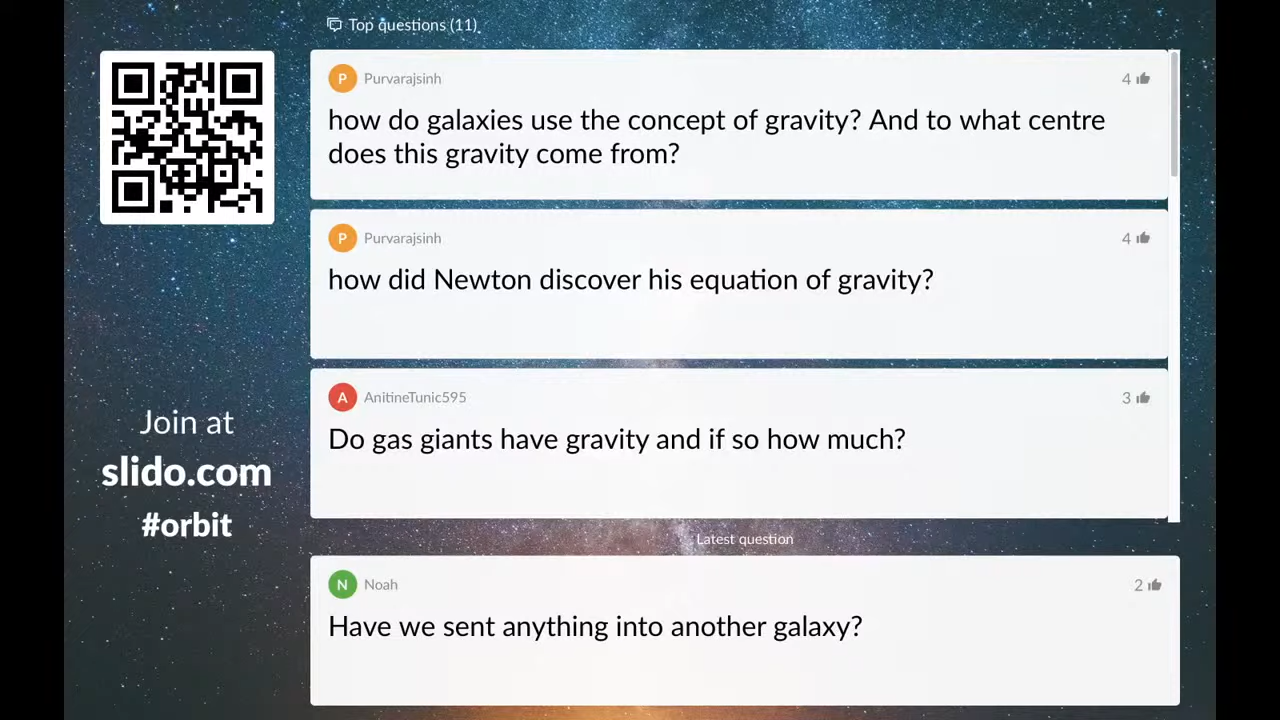 Top questions (11)
P Purvarajsinh 4
how do galaxies use the concept of gravity? And to what centre
does this gravity come from?
P Purvarajsinh 4
how did Newton discover his equation of gravity?
A AnitineTunic595 3
Do gas giants have gravity and if so how much?
Join at
slido.com
#orbit
Latest question
N Noah 2
Have we sent anything into another galaxy?